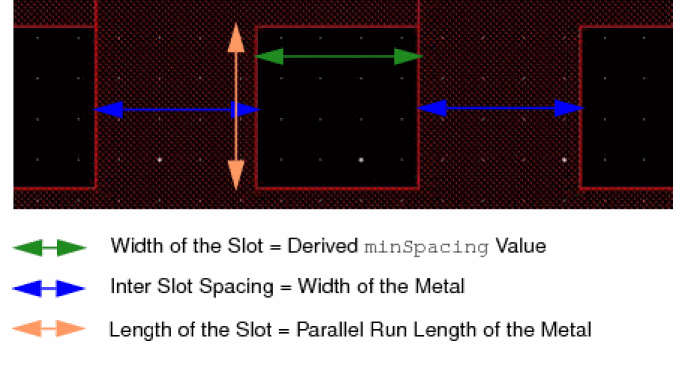 Width of the Slot = Derived minSpacing Value
Inter Slot Spacing = Width of the Metal
Length of the Slot = Parallel Run Length of the Metal